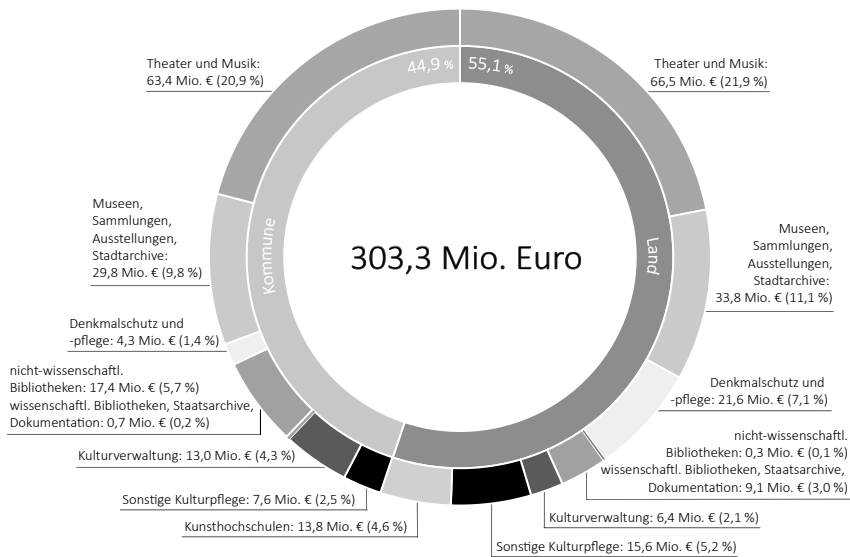 Theater und Musik:
63,4 Mio. € (20,9 %)
44,9 %
55,1 %
Theater und Musik:
66,5 Mio. € (21,9 %)
Museen,
Sammlungen,
Ausstellungen,
Stadtarchive:
29,8 Mio. € (9,8 %)
Kommune
303,3 Mio. Euro
Land
Museen,
Sammlungen,
Ausstellungen,
Stadtarchive:
33,8 Mio. € (11,1 %)
Denkmalschutz und
-pflege: 4,3 Mio. € (1,4 %)
nicht-wissenschaftl.
Bibliotheken: 17,4 Mio. € (5,7 %)
wissenschaftl. Bibliotheken, Staatsarchive,
Dokumentation: 0,7 Mio. € (0,2 %)
Kulturverwaltung: 13,0 Mio. € (4,3 %)
Sonstige Kulturpflege: 7,6 Mio. € (2,5 %)
Kunsthochschulen: 13,8 Mio. € (4,6 %)
Denkmalschutz und
-pflege: 21,6 Mio. € (7,1 %)
nicht-wissenschaftl.
Bibliotheken: 0,3 Mio. € (0,1 %)
wissenschaftl. Bibliotheken, Staatsarchive,
Dokumentation: 9,1 Mio. € (3,0 %)
Kulturverwaltung: 6,4 Mio. € (2,1 %)
Sonstige Kulturpflege: 15,6 Mio. € (5,2 %)